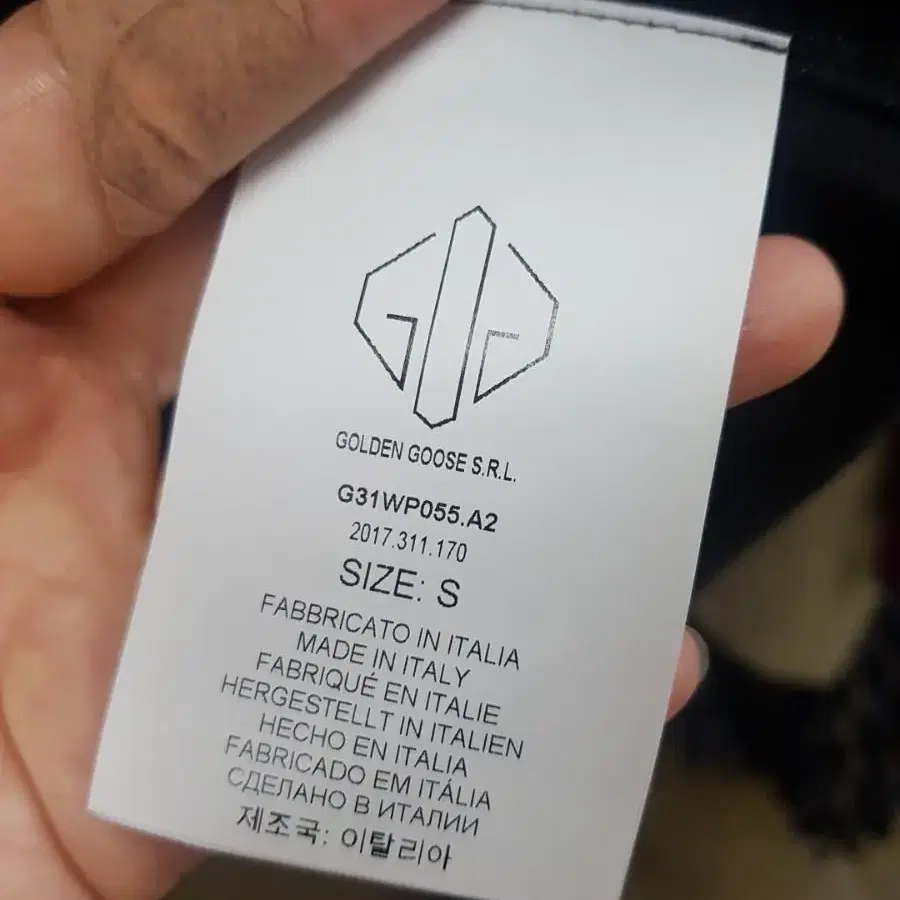 GOLDEN GOOSE S.R.L.
G31WP055.A2
2017.311.170
SIZE: S
FABBRICATO IN ITALIA
MADE IN ITALY
FABRIQUÉ EN ITALIE
HERGESTELLT IN ITALIEN
HECHO EN ITALIA
FABRICADO EM ITÁLIA
СДЕЛАНО В ИТАЛИИ
제조국: 이탈리아